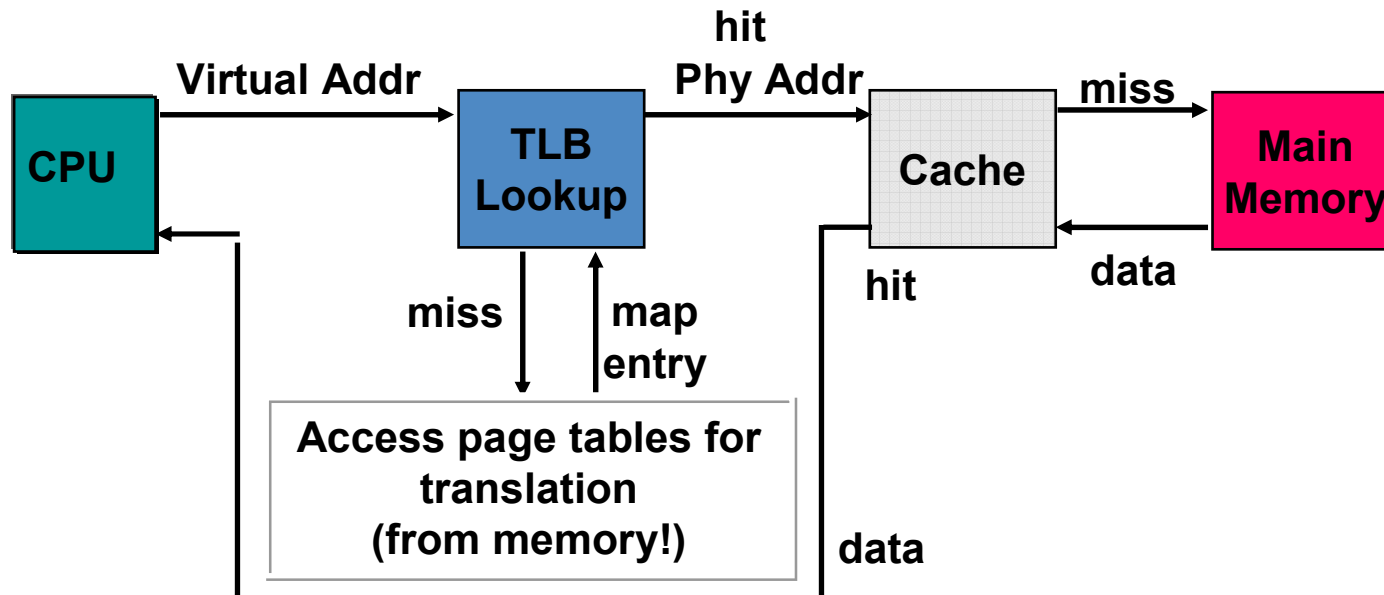 hit
Virtual Addr
Phy Addr
miss
CPU
TLB
Lookup
Cache
Main
Memory
hit
data
miss
map
entry
Access page tables for
translation
(from memory!)
data